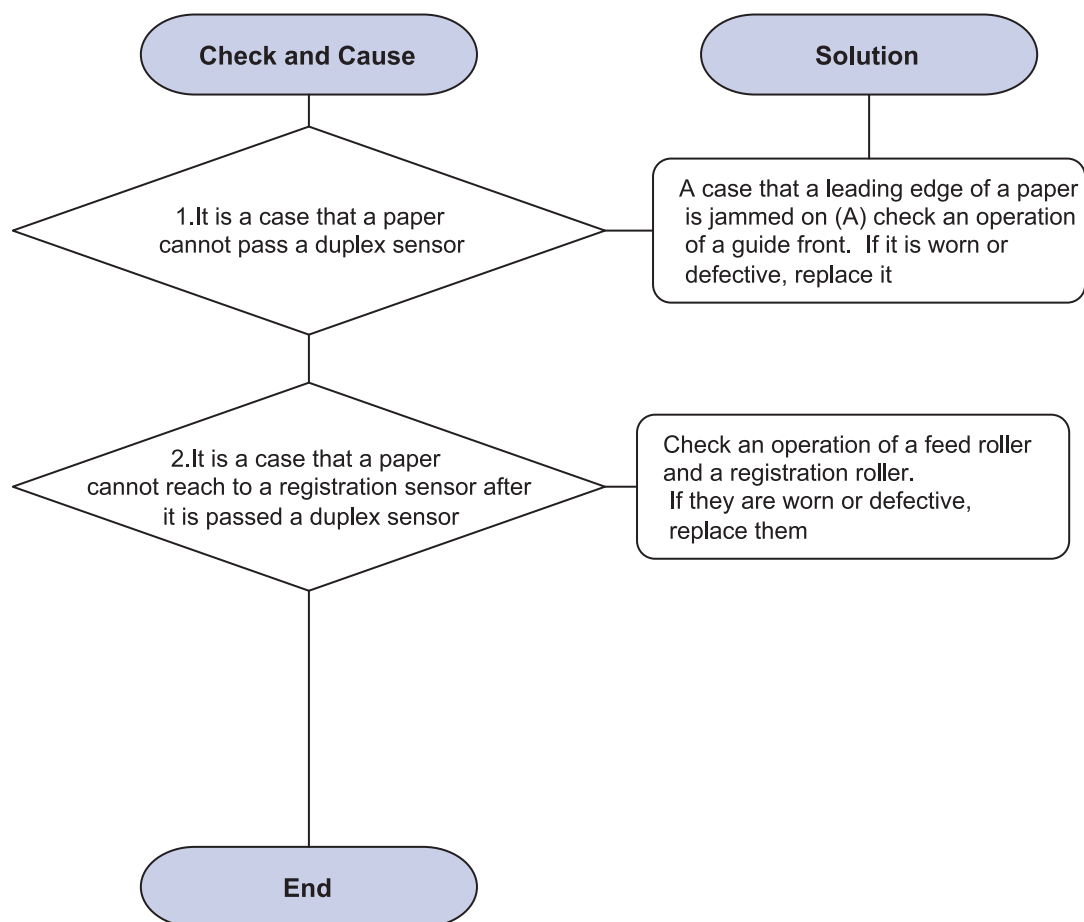 Check and Cause
Solution
1.It is a case that a paper
cannot pass a duplex sensor
A case that a leading edge of a paper
is jammed on (A) check an operation
of a guide front. If it is worn or
defective, replace it
2.It is a case that a paper
cannot reach to a registration sensor after
it is passed a duplex sensor
Check an operation of a feed roller
and a registration roller.
If they are worn or defective,
replace them
End